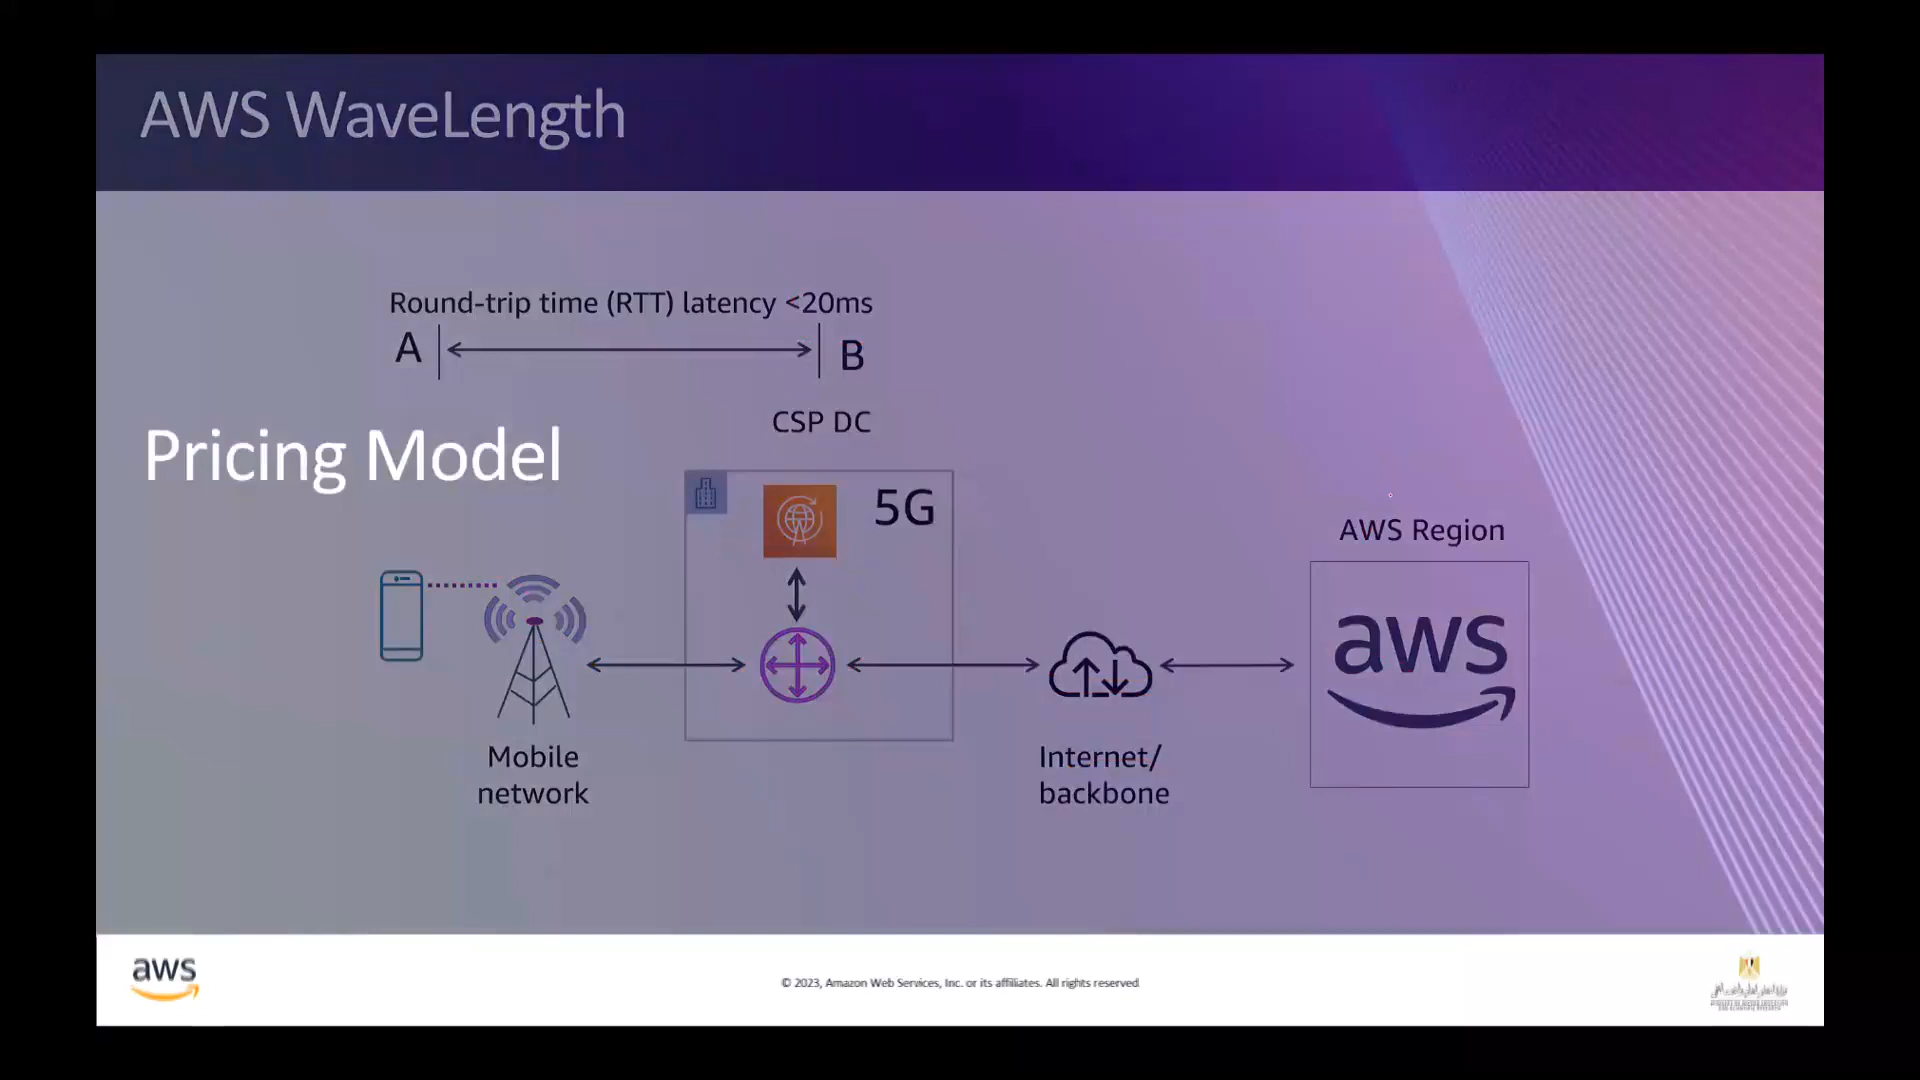 AWS WaveLength
Round-trip time (RTT) latency <20ms
A
B
CSP DC
Pricing Model
5G
AWS Region
aws
Mobile
network
Internet/
backbone
aws
© 2023, Amazon Web Services, Inc. or its affiliates. All rights reserved